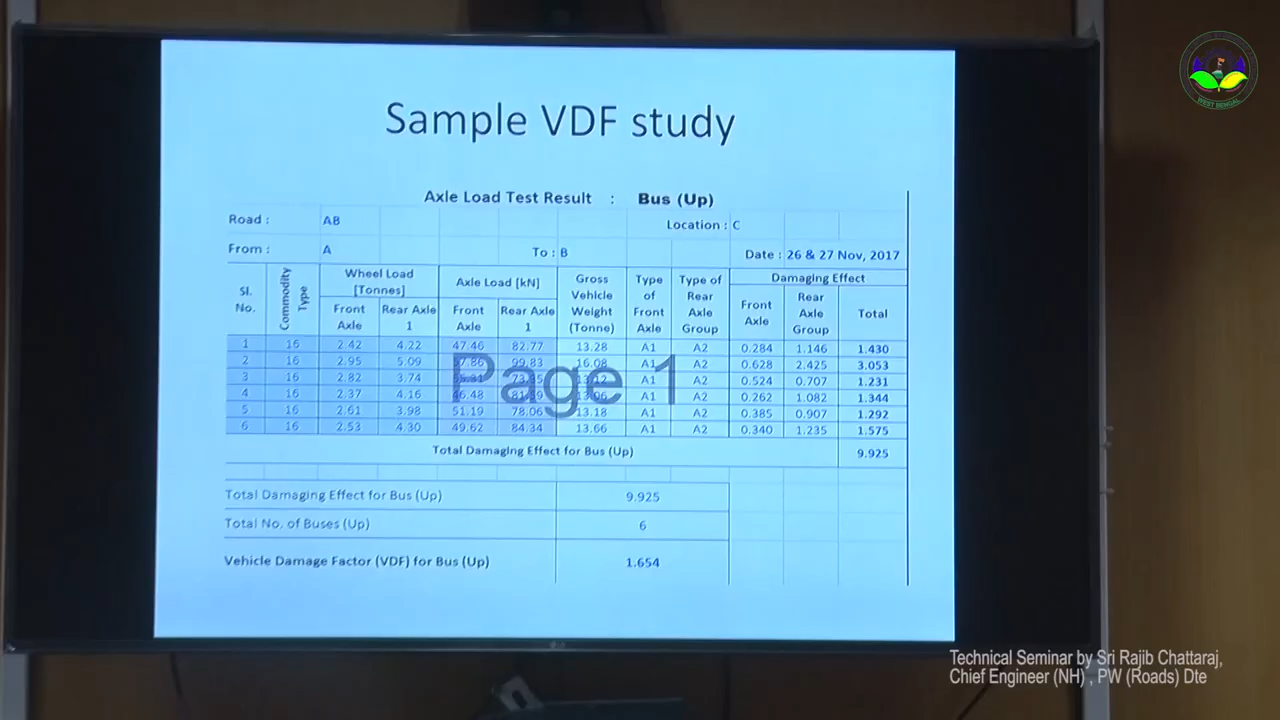 Sample VDF study
Axle Load Test Result : Bus (Up)
Road : AB Location : C
From : A To : B Date : 26 & 27 Nov, 2017
Sl. No. Commodity Type Wheel Load [Tonnes] Axle Load [kN] Gross Vehicle Weight (Tonne) Type of Front Axle Type of Rear Axle Group Damaging Effect
Front Axle Rear Axle 1 Front Axle Rear Axle 1 Front Axle Rear Axle Group Total
1 16 2.42 4.22 47.46 82.77 13.28 A1 A2 0.284 1.146 1.430
2 16 2.95 5.09 99.83 16.08 A1 A2 0.628 2.425 3.053
3 16 2.82 3.74 A1 A2 0.524 0.707 1.231
4 16 2.37 4.16 A1 A2 0.262 1.082 1.344
5 16 2.61 3.98 51.19 78.06 13.18 A1 A2 0.385 0.907 1.292
6 16 2.53 4.30 49.62 84.34 13.66 A1 A2 0.340 1.235 1.575
Page 1
Total Damaging Effect for Bus (Up) 9.925
Total Damaging Effect for Bus (Up) 9.925
Total No. of Buses (Up) 6
Vehicle Damage Factor (VDF) for Bus (Up) 1.654
WEST BENGAL
Technical Seminar by Sri Rajib Chattaraj,
Chief Engineer (NH) , PW (Roads) Dte